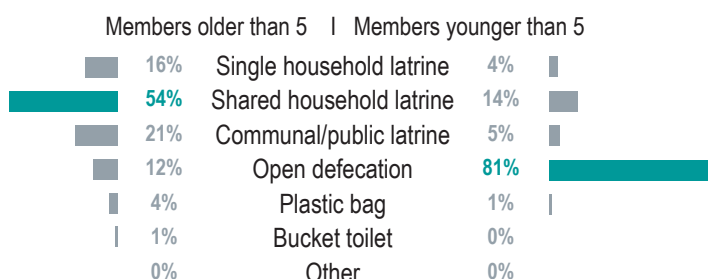 Members older than 5 I Members younger than 5
16% Single household latrine 4%
54% Shared household latrine 14%
21% Communal/public latrine 5%
12% Open defecation 81%
4% Plastic bag 1%
1% Bucket toilet 0%
0% Other 0%